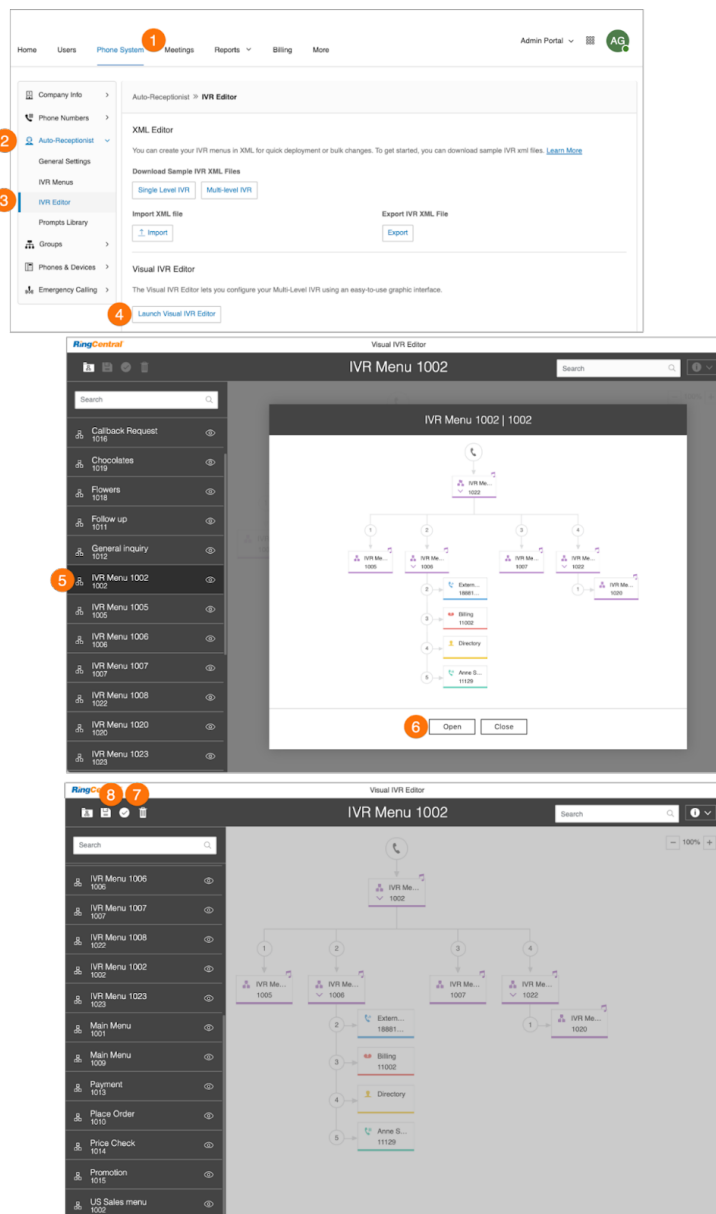 1
Home Users Phone System Meetings Reports Billing More Admin Portal AG
Company Info
Phone Numbers
2 Auto-Receptionist
General Settings
IVR Menus
3 IVR Editor
Prompts Library
Groups
Phones & Devices
Emergency Calling
Auto-Receptionist » IVR Editor
XML Editor
You can create your IVR menus in XML for quick deployment or bulk changes. To get started, you can download sample IVR xml files. Learn More
Download Sample IVR XML Files
Single Level IVR Multi-level IVR
Import XML file Export IVR XML File
Import Export
Visual IVR Editor
The Visual IVR Editor lets you configure your Multi-Level IVR using an easy-to-use graphic interface.
4 Launch Visual IVR Editor
RingCentral Visual IVR Editor
IVR Menu 1002 Search
Search
Callback Request
1016
Chocolates
1019
Flowers
1018
Follow up
1011
General inquiry
1012
5 IVR Menu 1002
1002
IVR Menu 1005
1005
IVR Menu 1006
1006
IVR Menu 1007
1007
IVR Menu 1008
1022
IVR Menu 1020
1020
IVR Menu 1023
1023
IVR Menu 1002 | 1002
IVR Me...
1022
1 2 3 4
IVR Me... IVR Me... IVR Me... IVR Me...
1005 1006 1007 1022
2 Extern...
18881...
1 IVR Me...
1020
3 Billing
11002
4 Directory
5 Anne S...
11129
6 Open Close
Visual IVR Editor
8 7
IVR Menu 1002 Search
Search
100%
IVR Menu 1006
1006
IVR Menu 1007
1007
IVR Menu 1008
1022
IVR Menu 1002
1002
IVR Menu 1023
1023
Main Menu
1001
Main Menu
1009
Payment
1013
Place Order
1010
Price Check
1014
Promotion
1015
US Sales menu
1002
IVR Me...
1002
1 2 3 4
IVR Me... IVR Me... IVR Me... IVR Me...
1005 1006 1007 1022
2 Extern...
18881...
1 IVR Me...
1020
3 Billing
11002
4 Directory
5 Anne S...
11129